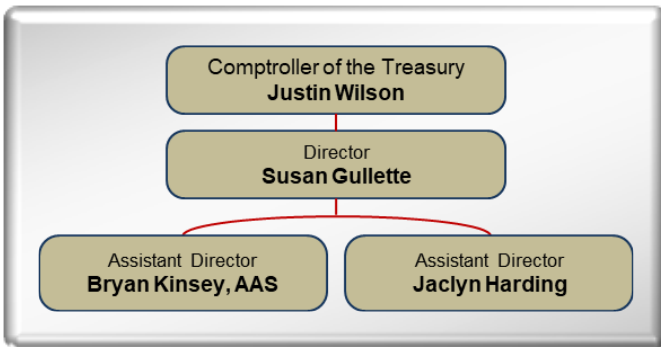 Comptroller of the Treasury
Justin Wilson
Director
Susan Gullette
Assistant Director
Bryan Kinsey, AAS
Assistant Director
Jaclyn Harding